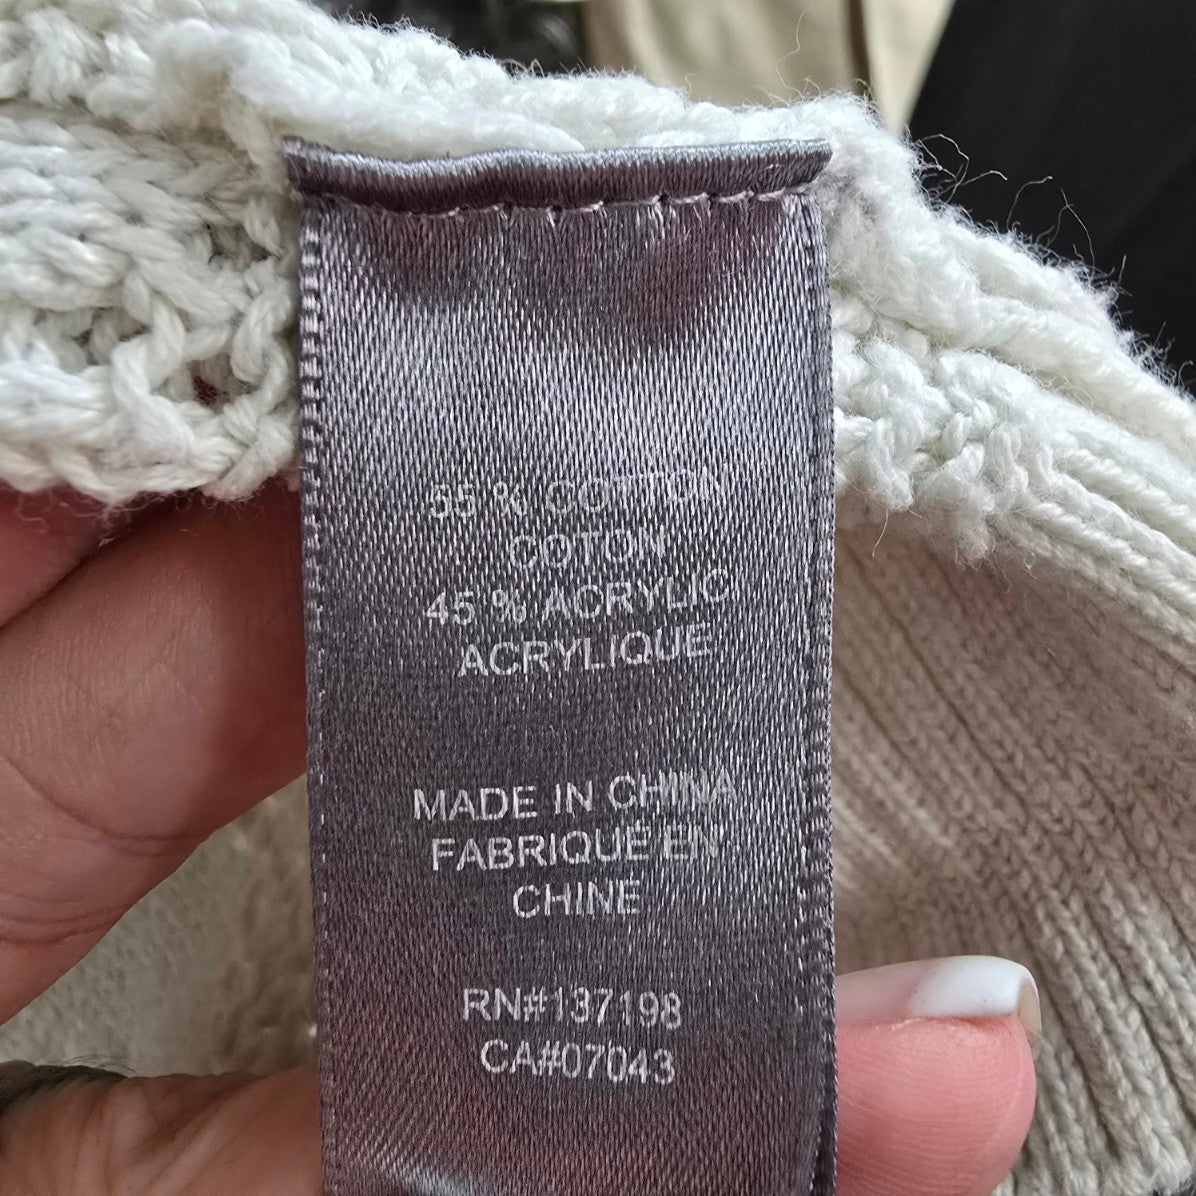 55 % COTTON
COTON
45 % ACRYLIC
ACRYLIQUE
MADE IN CHINA
FABRIQUÉ EN
CHINE
RN#137198
CA#07043